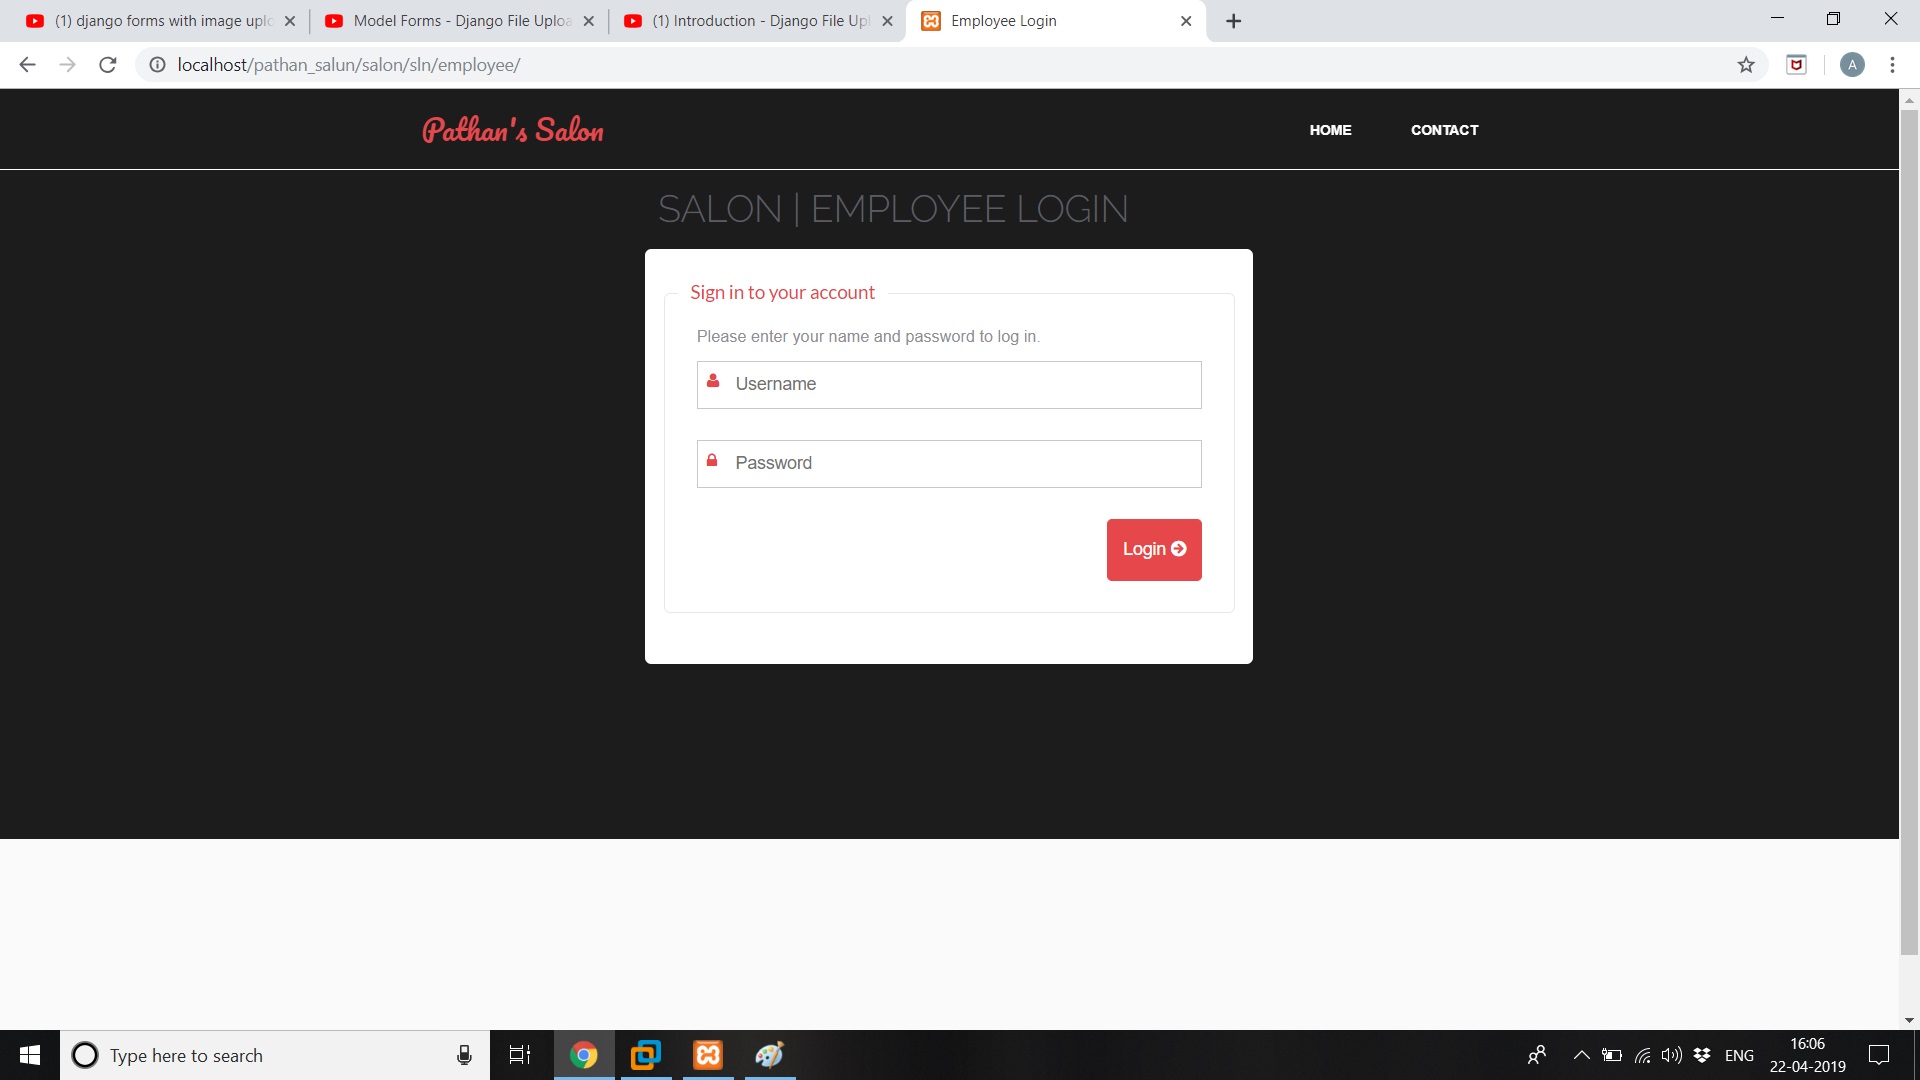 (1) django forms with image uplo
Model Forms - Django File Uploa
(1) Introduction - Django File Upl
Employee Login
localhost/pathan_salun/salon/sln/employee/
A
Pathan's Salon
HOME
CONTACT
SALON | EMPLOYEE LOGIN
Sign in to your account
Please enter your name and password to log in.
Username
Password
Login
Type here to search
ENG
16:06
22-04-2019